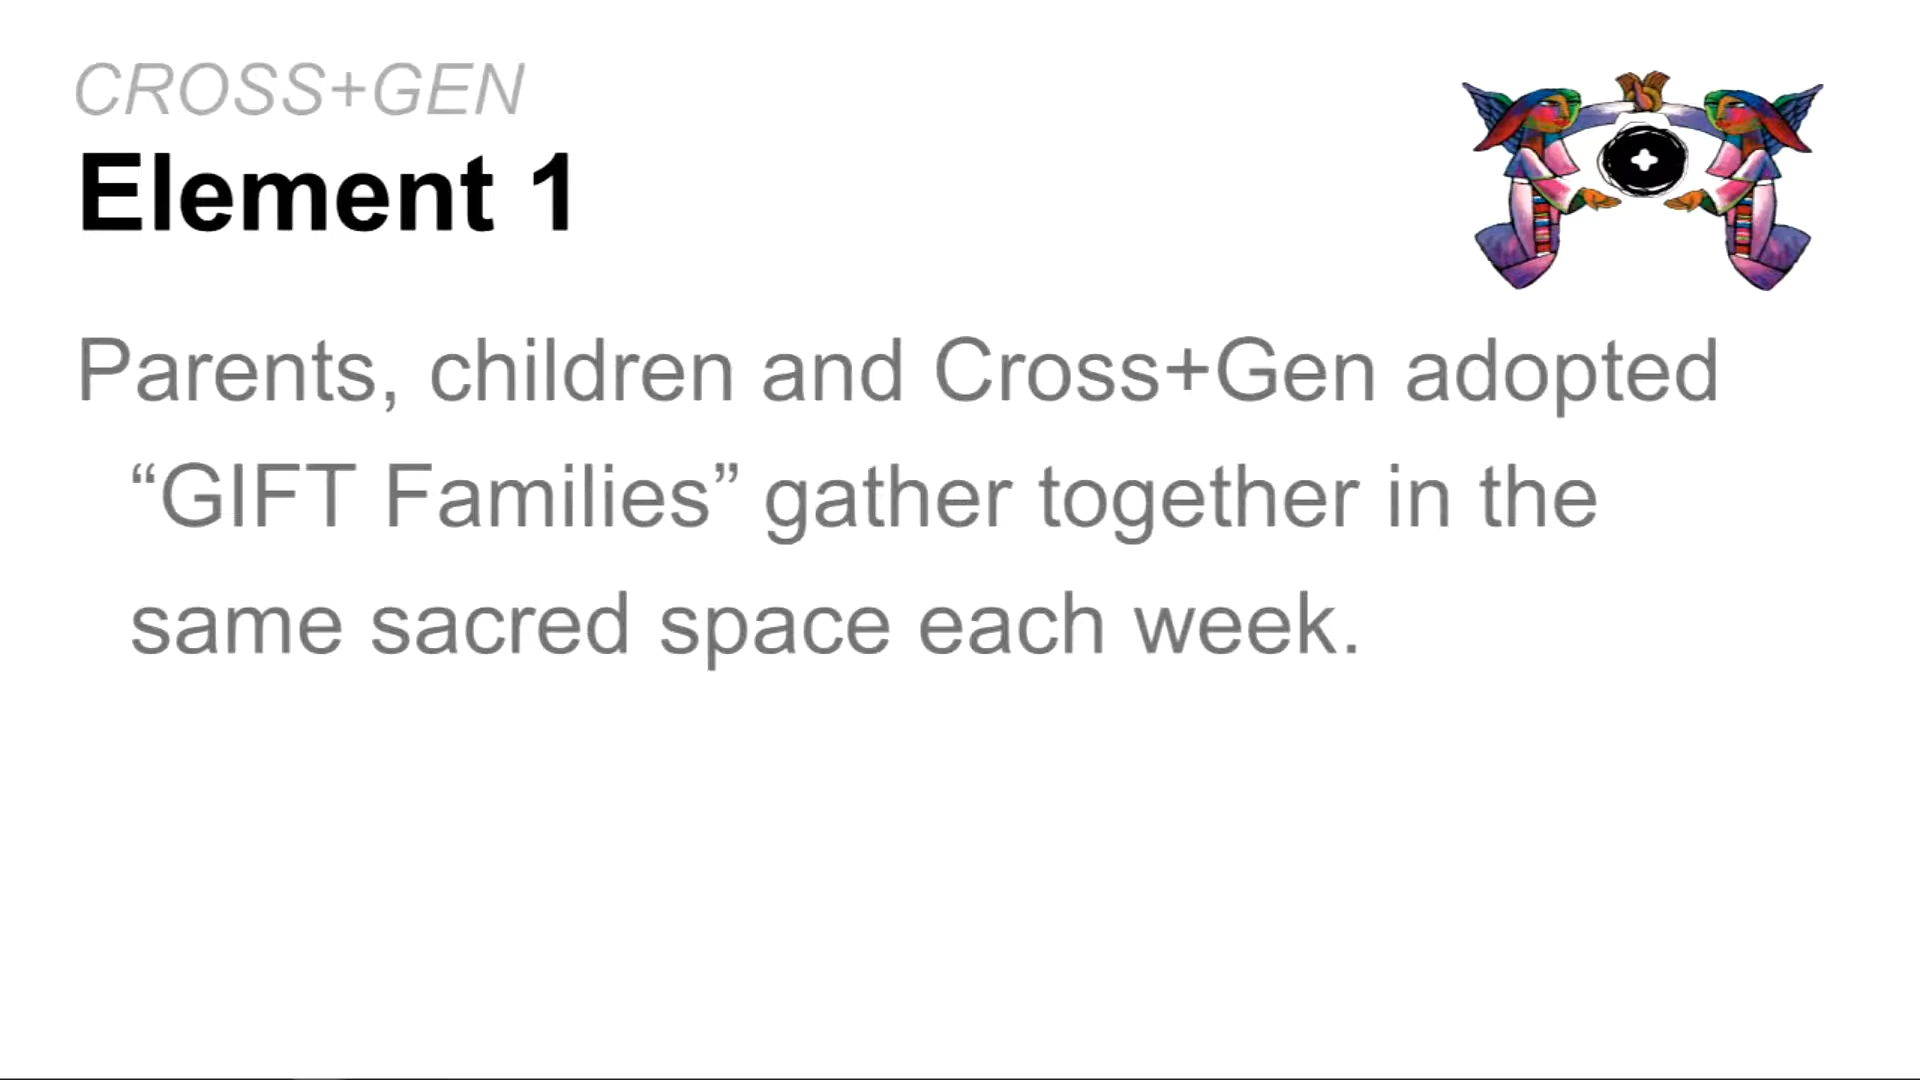 CROSS+GEN
Element 1
Parents, children and Cross+Gen adopted
“GIFT Families” gather together in the
same sacred space each week.